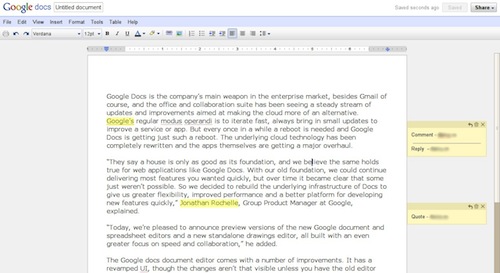 Google docs Untitled document Saved seconds ago Saved Share
File Edit View Insert Format Table Tools Help
Verdana 12pt B I U
Google Docs is the company's main weapon in the enterprise market, besides Gmail of
course, and the office and collaboration suite has been seeing a steady stream of
updates and improvements aimed at making the cloud more of an alternative.
Google's regular modus operandi is to iterate fast, always bring in small updates to
improve a service or app. But every once in a while a reboot is needed and Google
Docs is getting just such a reboot. The underlying cloud technology has been
completely rewritten and the apps themselves are getting a major overhaul.
Comment -
Reply -
"They say a house is only as good as its foundation, and we believe the same holds
true for web applications like Google Docs. With our old foundation, we could continue
delivering most features you wanted quickly, but over time it became clear that some
just weren't possible. So we decided to rebuild the underlying infrastructure of Docs to
give us greater flexibility, improved performance and a better platform for developing
new features quickly," Jonathan Rochelle, Group Product Manager at Google,
explained.
Quote -
"Today, we're pleased to announce preview versions of the new Google document and
spreadsheet editors and a new standalone drawings editor, all built with an even
greater focus on speed and collaboration," he added.
The Google docs document editor comes with a number of improvements. It has a
revamped UI, though the changes aren't that visible unless you have the old editor